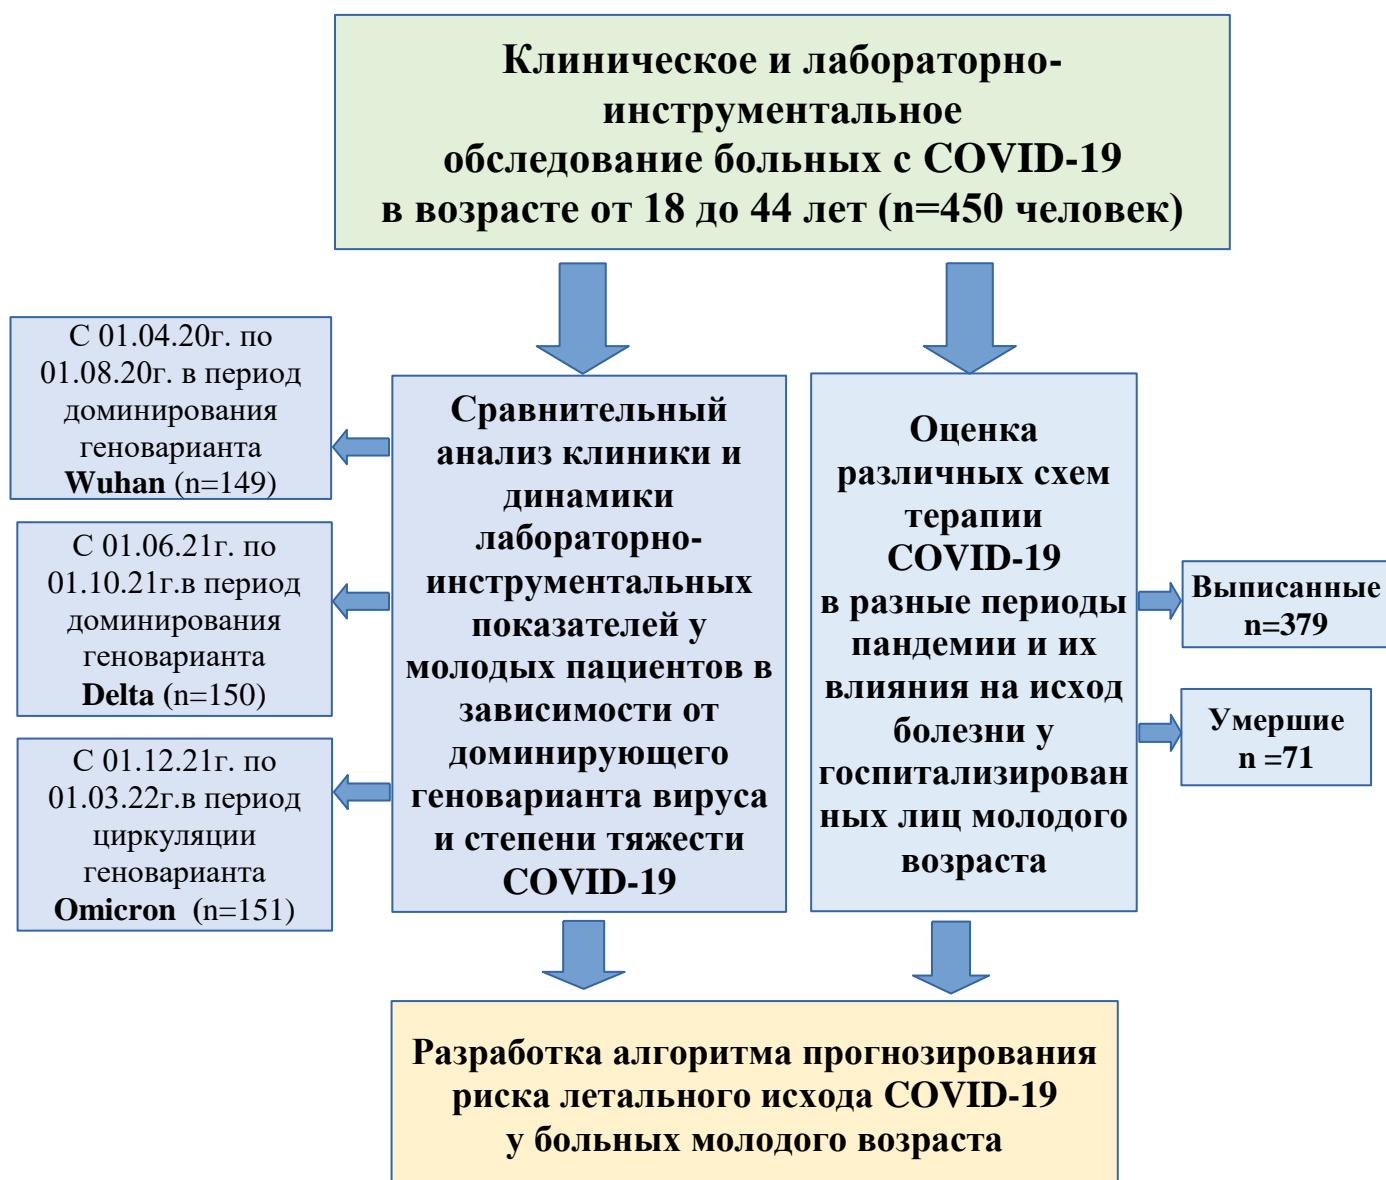 Клиническое и лабораторно-
инструментальное
обследование больных с COVID-19
в возрасте от 18 до 44 лет (n=450 человек)
С 01.04.20г. по
01.08.20г. в период
доминирования
геноварианта
Wuhan (n=149)
С 01.06.21г. по
01.10.21г.в период
доминирования
геноварианта
Delta (n=150)
С 01.12.21г. по
01.03.22г.в период
циркуляции
геноварианта
Omicron (n=151)
Сравнительный
анализ клиники и
динамики
лабораторно-
инструментальных
показателей у
молодых пациентов в
зависимости от
доминирующего
геноварианта вируса
и степени тяжести
COVID-19
Оценка
различных схем
терапии
COVID-19
в разные периоды
пандемии и их
влияния на исход
болезни у
госпитализирован
ных лиц молодого
возраста
Выписанные
n=379
Умершие
n =71
Разработка алгоритма прогнозирования
риска летального исхода COVID-19
у больных молодого возраста